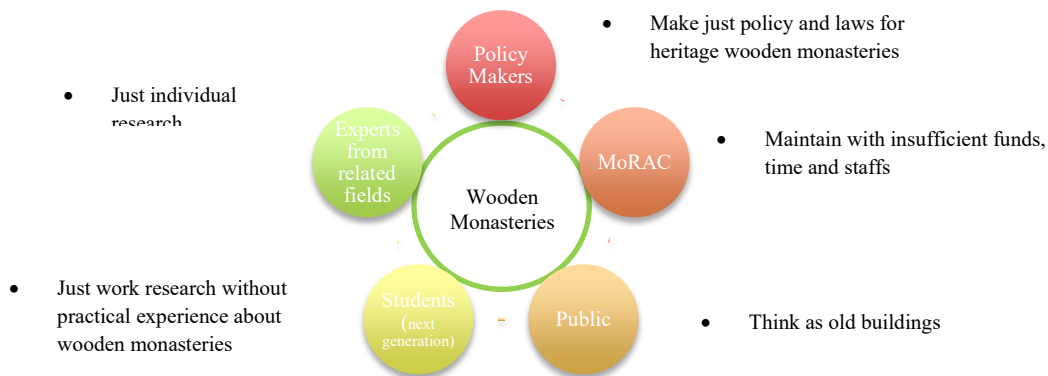 • Make just policy and laws for
heritage wooden monasteries
Policy
Makers
• Just individual
research
Experts
from
related
fields
MoRAC
• Maintain with insufficient funds,
time and staffs
Wooden
Monasteries
• Just work research without
practical experience about
wooden monasteries
Students
(next
generation)
Public
• Think as old buildings